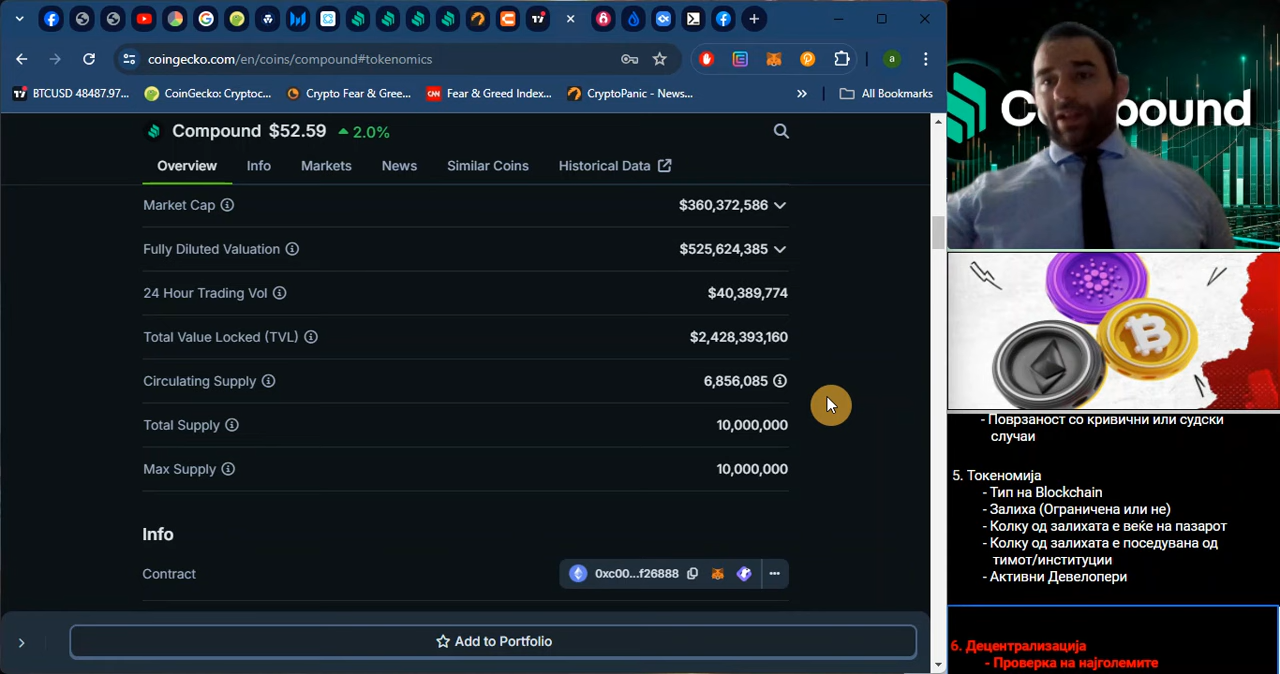 coingecko.com/en/coins/compound#tokenomics
a
BTCUSD 48487.97...
CoinGecko: Cryptoc...
Crypto Fear & Gree...
Fear & Greed Index...
CryptoPanic - News...
All Bookmarks
Compound $52.59 2.0%
Overview Info Markets News Similar Coins Historical Data
Market Cap $360,372,586
Fully Diluted Valuation $525,624,385
24 Hour Trading Vol $40,389,774
Total Value Locked (TVL) $2,428,393,160
Circulating Supply 6,856,085
Total Supply 10,000,000
Max Supply 10,000,000
Info
Contract 0xc00...f26888
Add to Portfolio
- Поврзаност со кривични или судски
случаи
5. Токеномија
- Тип на Blockchain
- Залиха (Ограничена или не)
- Колку од залихата е веќе на пазарот
- Колку од залихата е поседувана од
тимот/институции
- Активни Девелопери
6. Децентрализација
- Проверка на најголемите